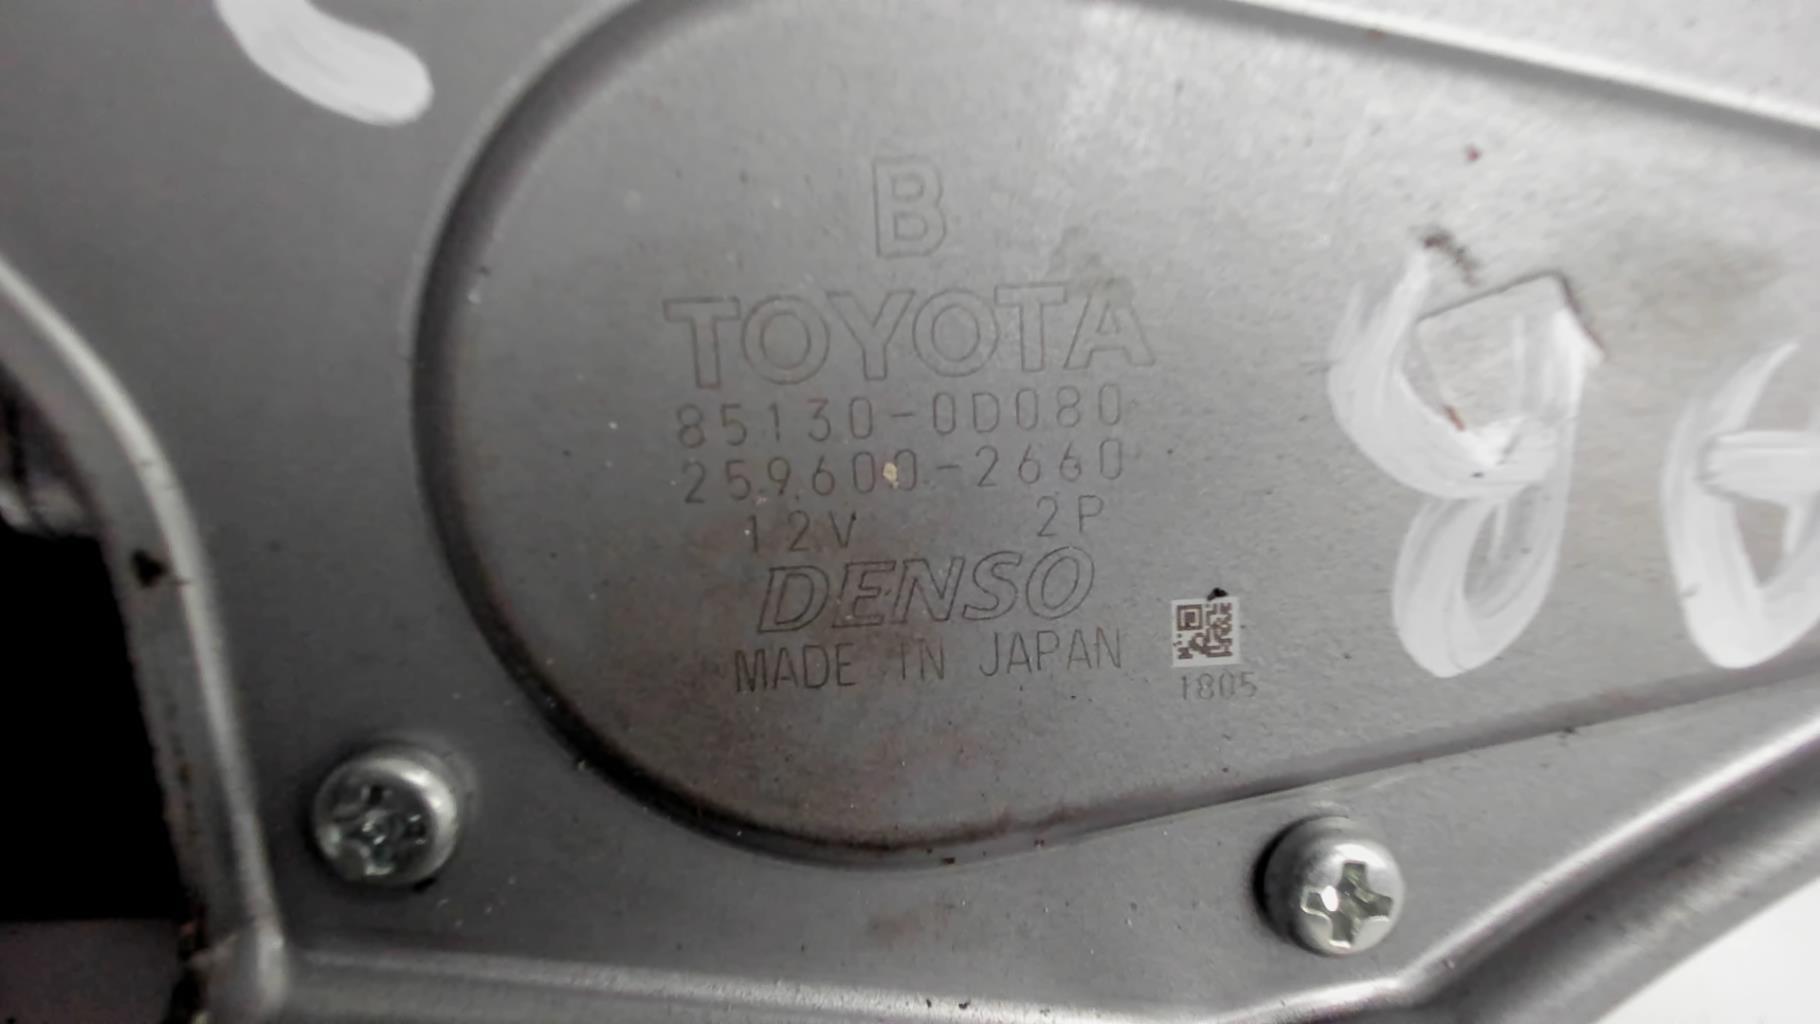 B
TOYOTA
85130-0D080
259600-2660
12V 2P
DENSO
MADE IN JAPAN
1805